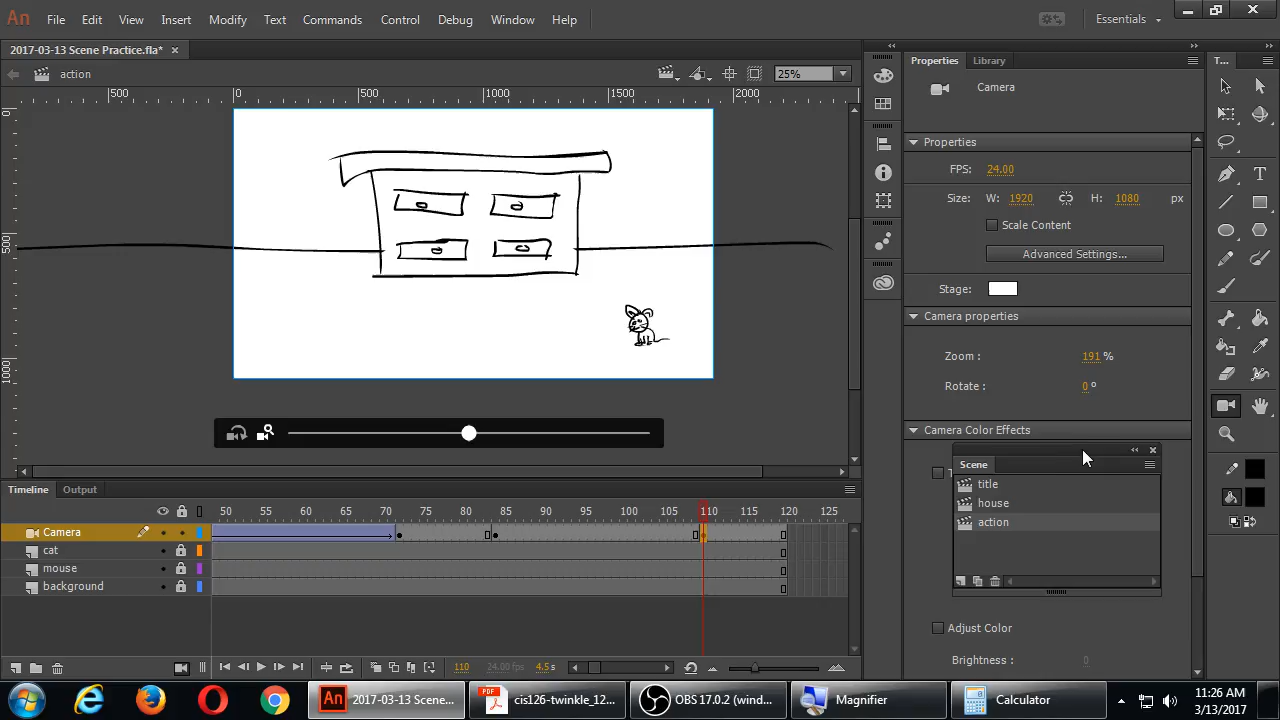 An File Edit View Insert Modify Text Commands Control Debug Window Help Essentials
2017-03-13 Scene Practice.fla* ×
action 25%
500 0 500 1000 1500 2000
0
500
1000
Properties Library
Camera
Properties
FPS: 24.00
Size: W: 1920 H: 1080 px
Scale Content
Advanced Settings...
Stage:
Camera properties
Zoom : 191 %
Rotate : 0 °
Camera Color Effects
Scene
title
house
action
Adjust Color
Brightness : 0
T...
Timeline Output
50 55 60 65 70 75 80 85 90 95 100 105 110 115 120 125
Camera
cat
mouse
background
110 24.00 fps 4.5 s
An 2017-03-13 Scene... PDF cis126-twinkle_12... OBS 17.0.2 (wind... Magnifier Calculator
11:26 AM
3/13/2017